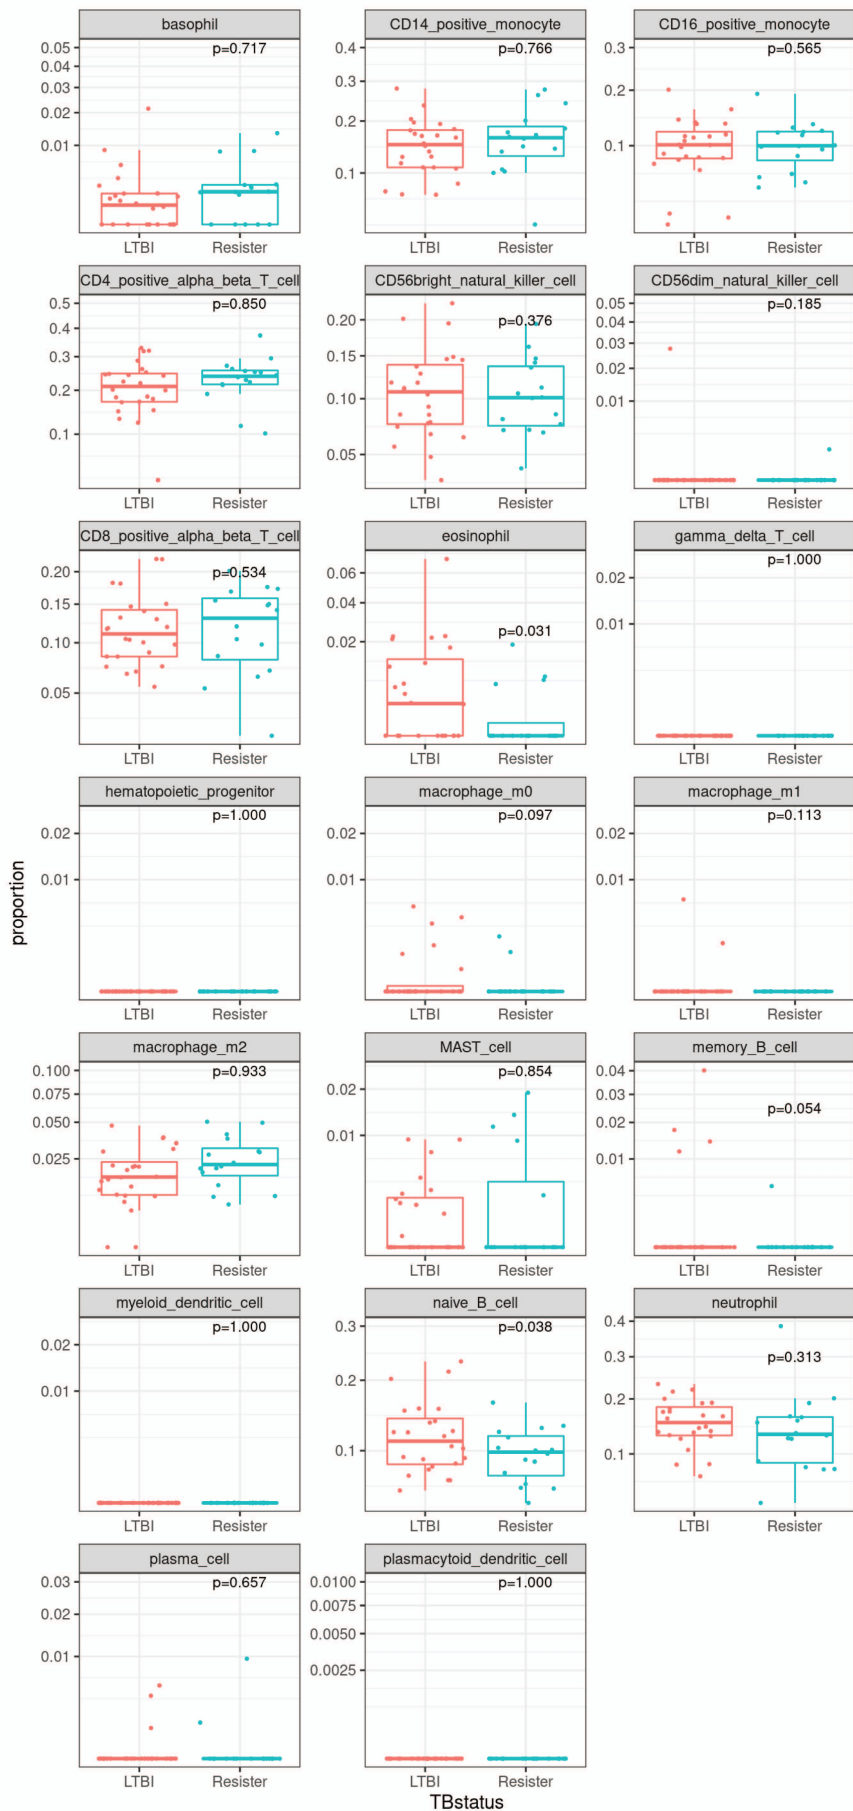 basophil
CD14_positive_monocyte
CD16_positive_monocyte
0.05
0.04
0.03
0.02
0.01
p=0.717
LTBI
Resister
0.4
0.3
0.2
0.1
p=0.766
LTBI
Resister
0.3
0.2
0.1
p=0.565
LTBI
Resister
CD4_positive_alpha_beta_T_cell
CD56bright_natural_killer_cell
CD56dim_natural_killer_cell
0.5
0.4
0.3
0.2
0.1
p=0.850
LTBI
Resister
0.20
0.15
0.10
0.05
p=0.376
LTBI
Resister
0.05
0.04
0.03
0.02
0.01
p=0.185
LTBI
Resister
CD8_positive_alpha_beta_T_cell
eosinophil
gamma_delta_T_cell
0.20
0.15
0.10
0.05
p=0.534
LTBI
Resister
0.06
0.04
0.02
p=0.031
LTBI
Resister
0.02
0.01
p=1.000
LTBI
Resister
proportion
hematopoietic_progenitor
macrophage_m0
macrophage_m1
0.02
0.01
p=1.000
LTBI
Resister
0.02
0.01
p=0.097
LTBI
Resister
0.02
0.01
p=0.113
LTBI
Resister
macrophage_m2
MAST_cell
memory_B_cell
0.100
0.075
0.050
0.025
p=0.933
LTBI
Resister
0.02
0.01
p=0.854
LTBI
Resister
0.04
0.03
0.02
0.01
p=0.054
LTBI
Resister
myeloid_dendritic_cell
naive_B_cell
neutrophil
0.02
0.01
p=1.000
LTBI
Resister
0.3
0.2
0.1
p=0.038
LTBI
Resister
0.4
0.3
0.2
0.1
p=0.313
LTBI
Resister
plasma_cell
plasmacytoid_dendritic_cell
0.03
0.02
0.01
p=0.657
LTBI
Resister
0.0100
0.0075
0.0050
0.0025
p=1.000
LTBI
Resister
TBstatus